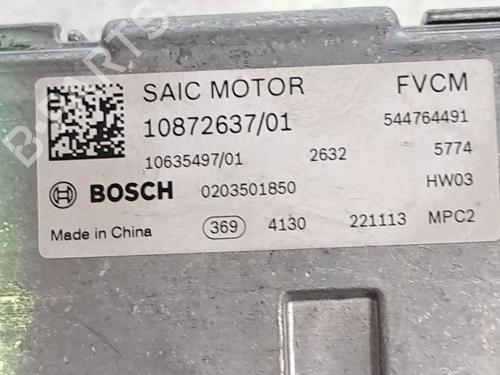 SAIC MOTOR FVCM
10872637/01 544764491
10635497/01 2632 5774
BOSCH 0203501850 HW03
Made in China 369 4130 221113 MPC2
B-PARTS